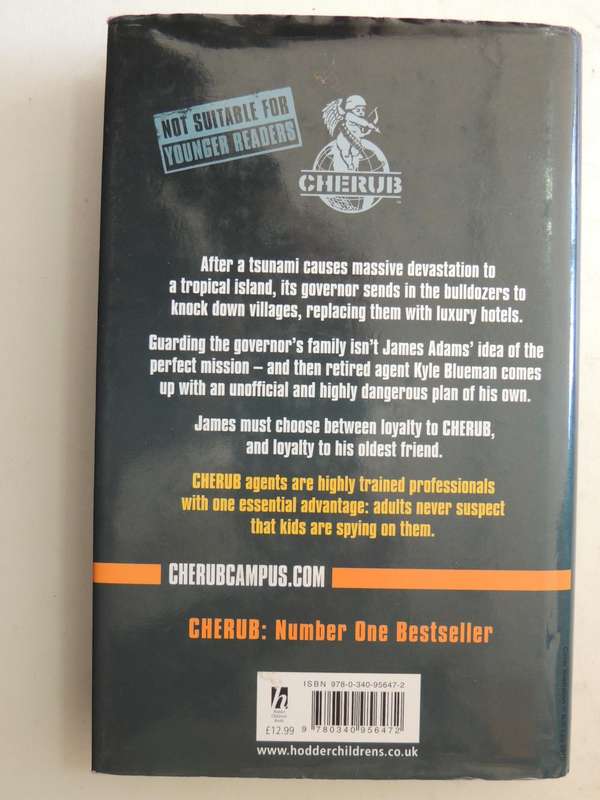 NOT SUITABLE FOR
YOUNGER READERS
CHERUB
After a tsunami causes massive devastation to
a tropical island, its governor sends in the bulldozers to
knock down villages, replacing them with luxury hotels.
Guarding the governor's family isn't James Adams' idea of the
perfect mission – and then retired agent Kyle Blueman comes
up with an unofficial and highly dangerous plan of his own.
James must choose between loyalty to CHERUB,
and loyalty to his oldest friend.
CHERUB agents are highly trained professionals
with one essential advantage: adults never suspect
that kids are spying on them.
CHERUBCAMPUS.COM
CHERUB: Number One Bestseller
ISBN 978-0-340-95647-2
h
Hodder
Children's
Books
£12.99
9 780340 956472
www.hodderchildrens.co.uk